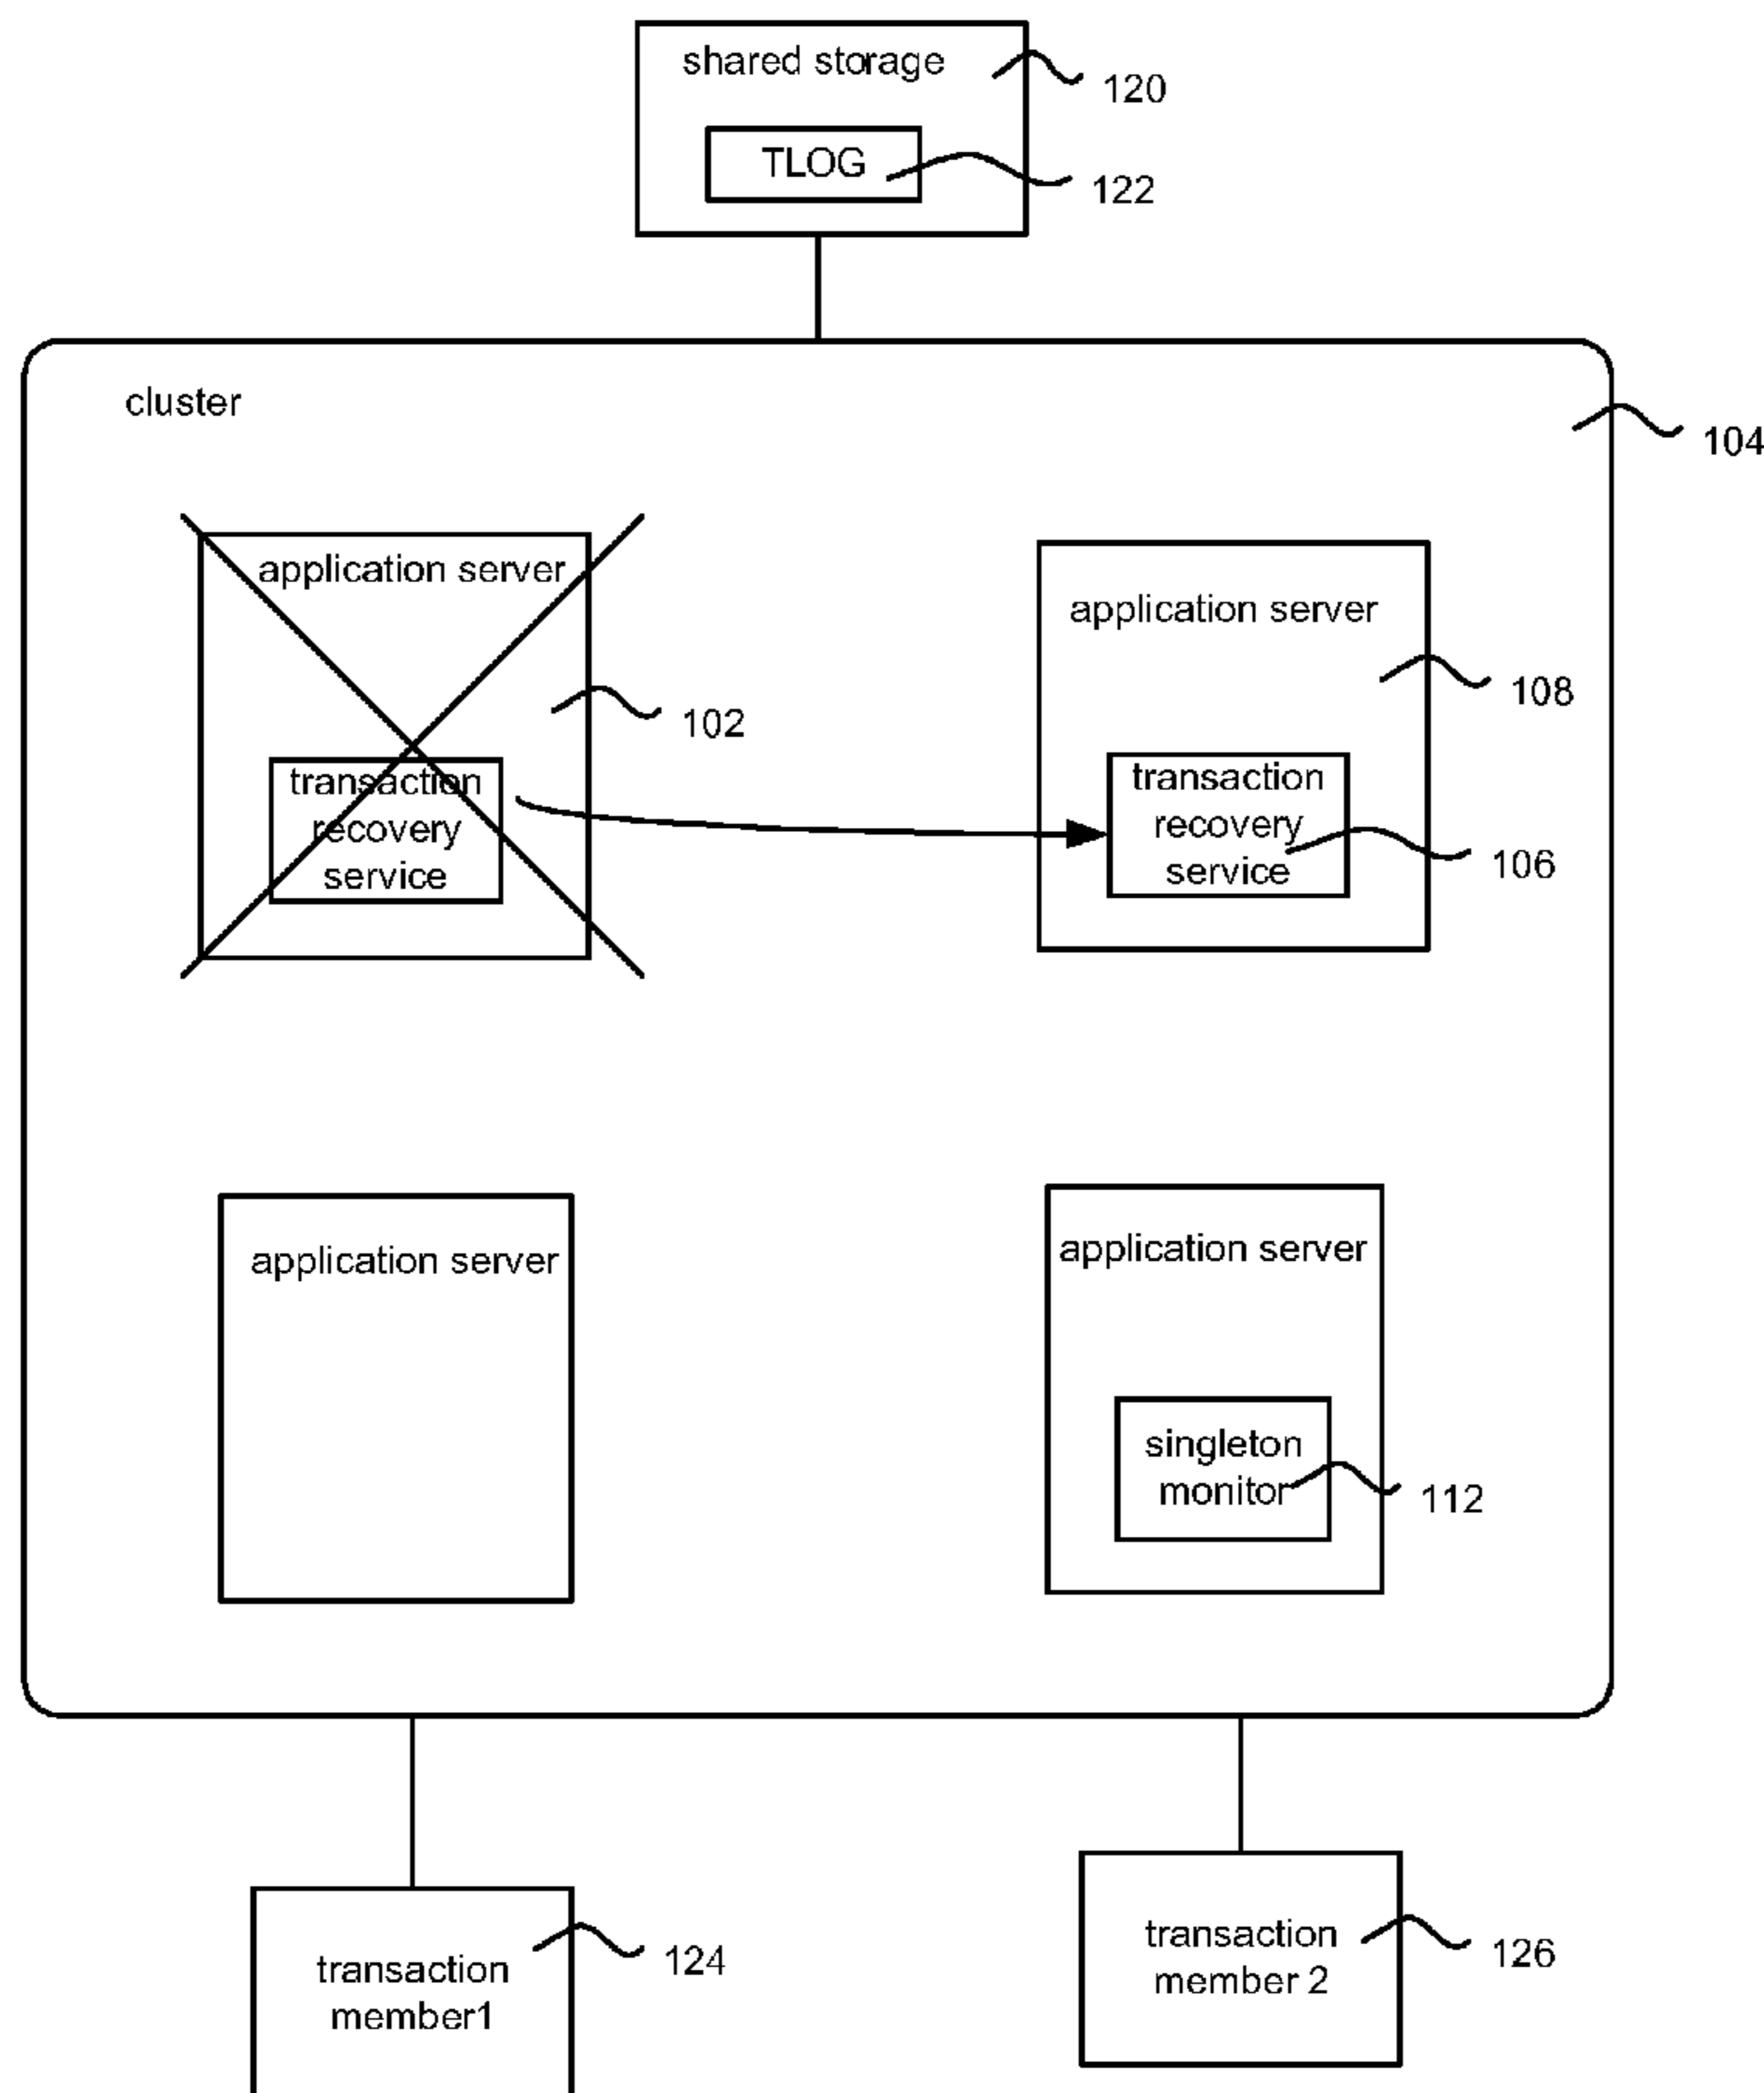 shared storage
120
TLOG
122
cluster
104
application server
application server
108
102
transaction
recovery
service
transaction
recovery
service
106
application server
application server
singleton
monitor
112
transaction
member1
124
transaction
member 2
126